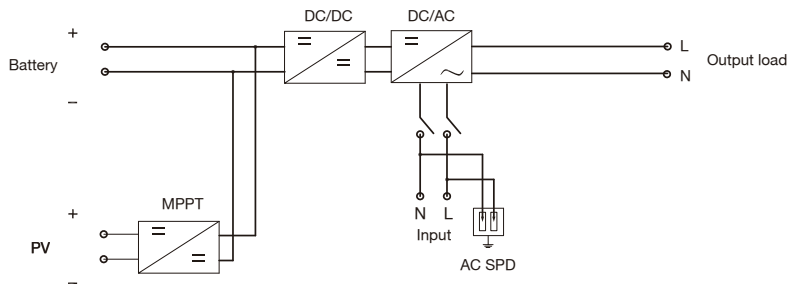 DC/DC
DC/AC
+
Battery
−
L
N
Output load
N L
Input
AC SPD
MPPT
+
PV
−